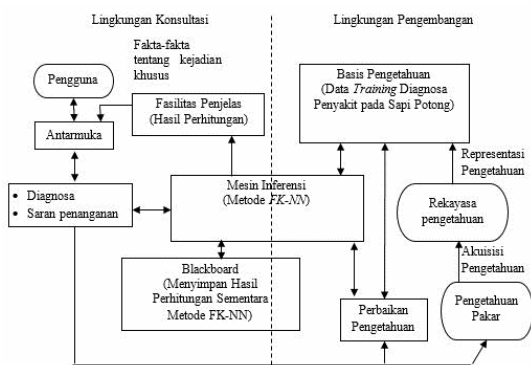 Lingkungan Konsultasi
Lingkungan Pengembangan
Fakta-fakta
tentang kejadian
khusus
Pengguna
Fasilitas Penjelas
(Hasil Perhitungan)
Antarmuka
Basis Pengetahuan
(Data Training Diagnosa
Penyakit pada Sapi Potong)
Representasi
Pengetahuan
• Diagnosa
• Saran penanganan
Mesin Inferensi
(Metode FK-NN)
Rekayasa
pengetahuan
Akuisisi
Pengetahuan
Blackboard
(Menyimpan Hasil
Perhitungan Sementara
Metode FK-NN)
Perbaikan
Pengetahuan
Pengetahuan
Pakar